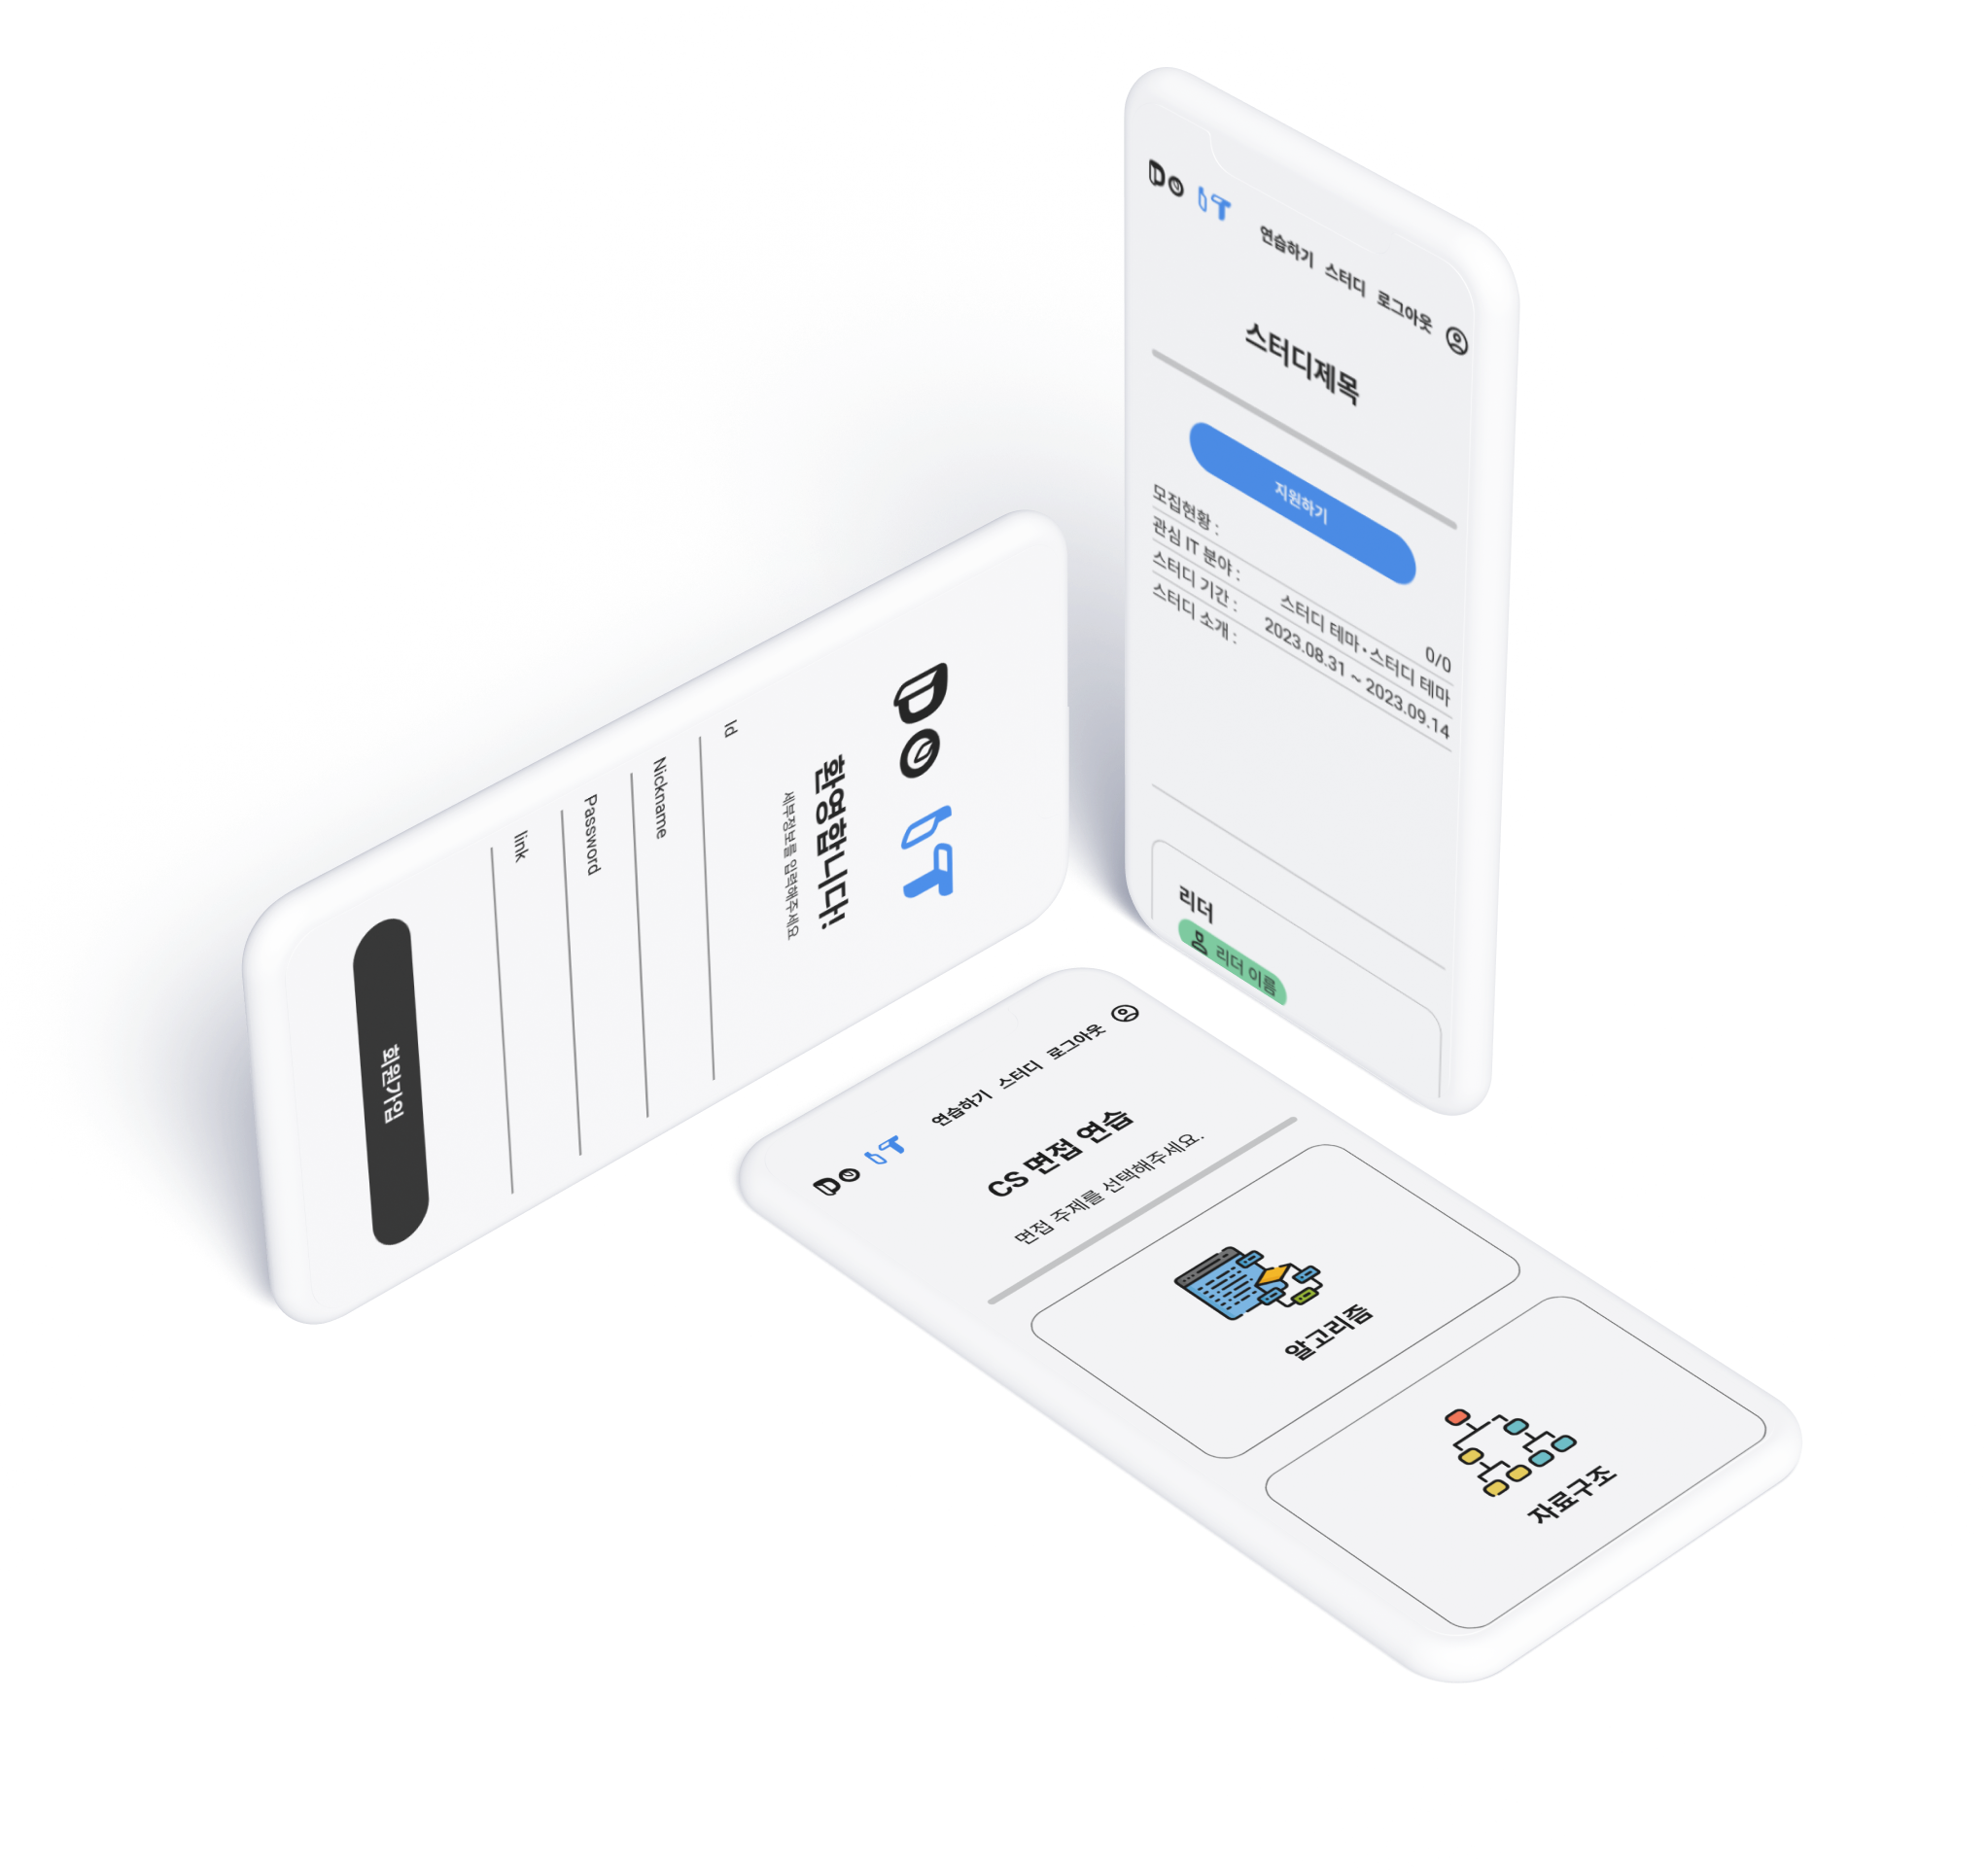 DO IT
환영합니다!
세부정보를 입력해주세요
Id
Nickname
Password
link
회원가입
DO IT 연습하기 스터디 로그아웃
스터디제목
지원하기
모집현황 : 0/0
관심 IT 분야 : 스터디 테마•스터디 테마
스터디 기간 : 2023.08.31 ~ 2023.09.14
스터디 소개 :
리더
리더 이름
DO IT 연습하기 스터디 로그아웃
CS 면접 연습
면접 주제를 선택해주세요.
알고리즘
자료구조